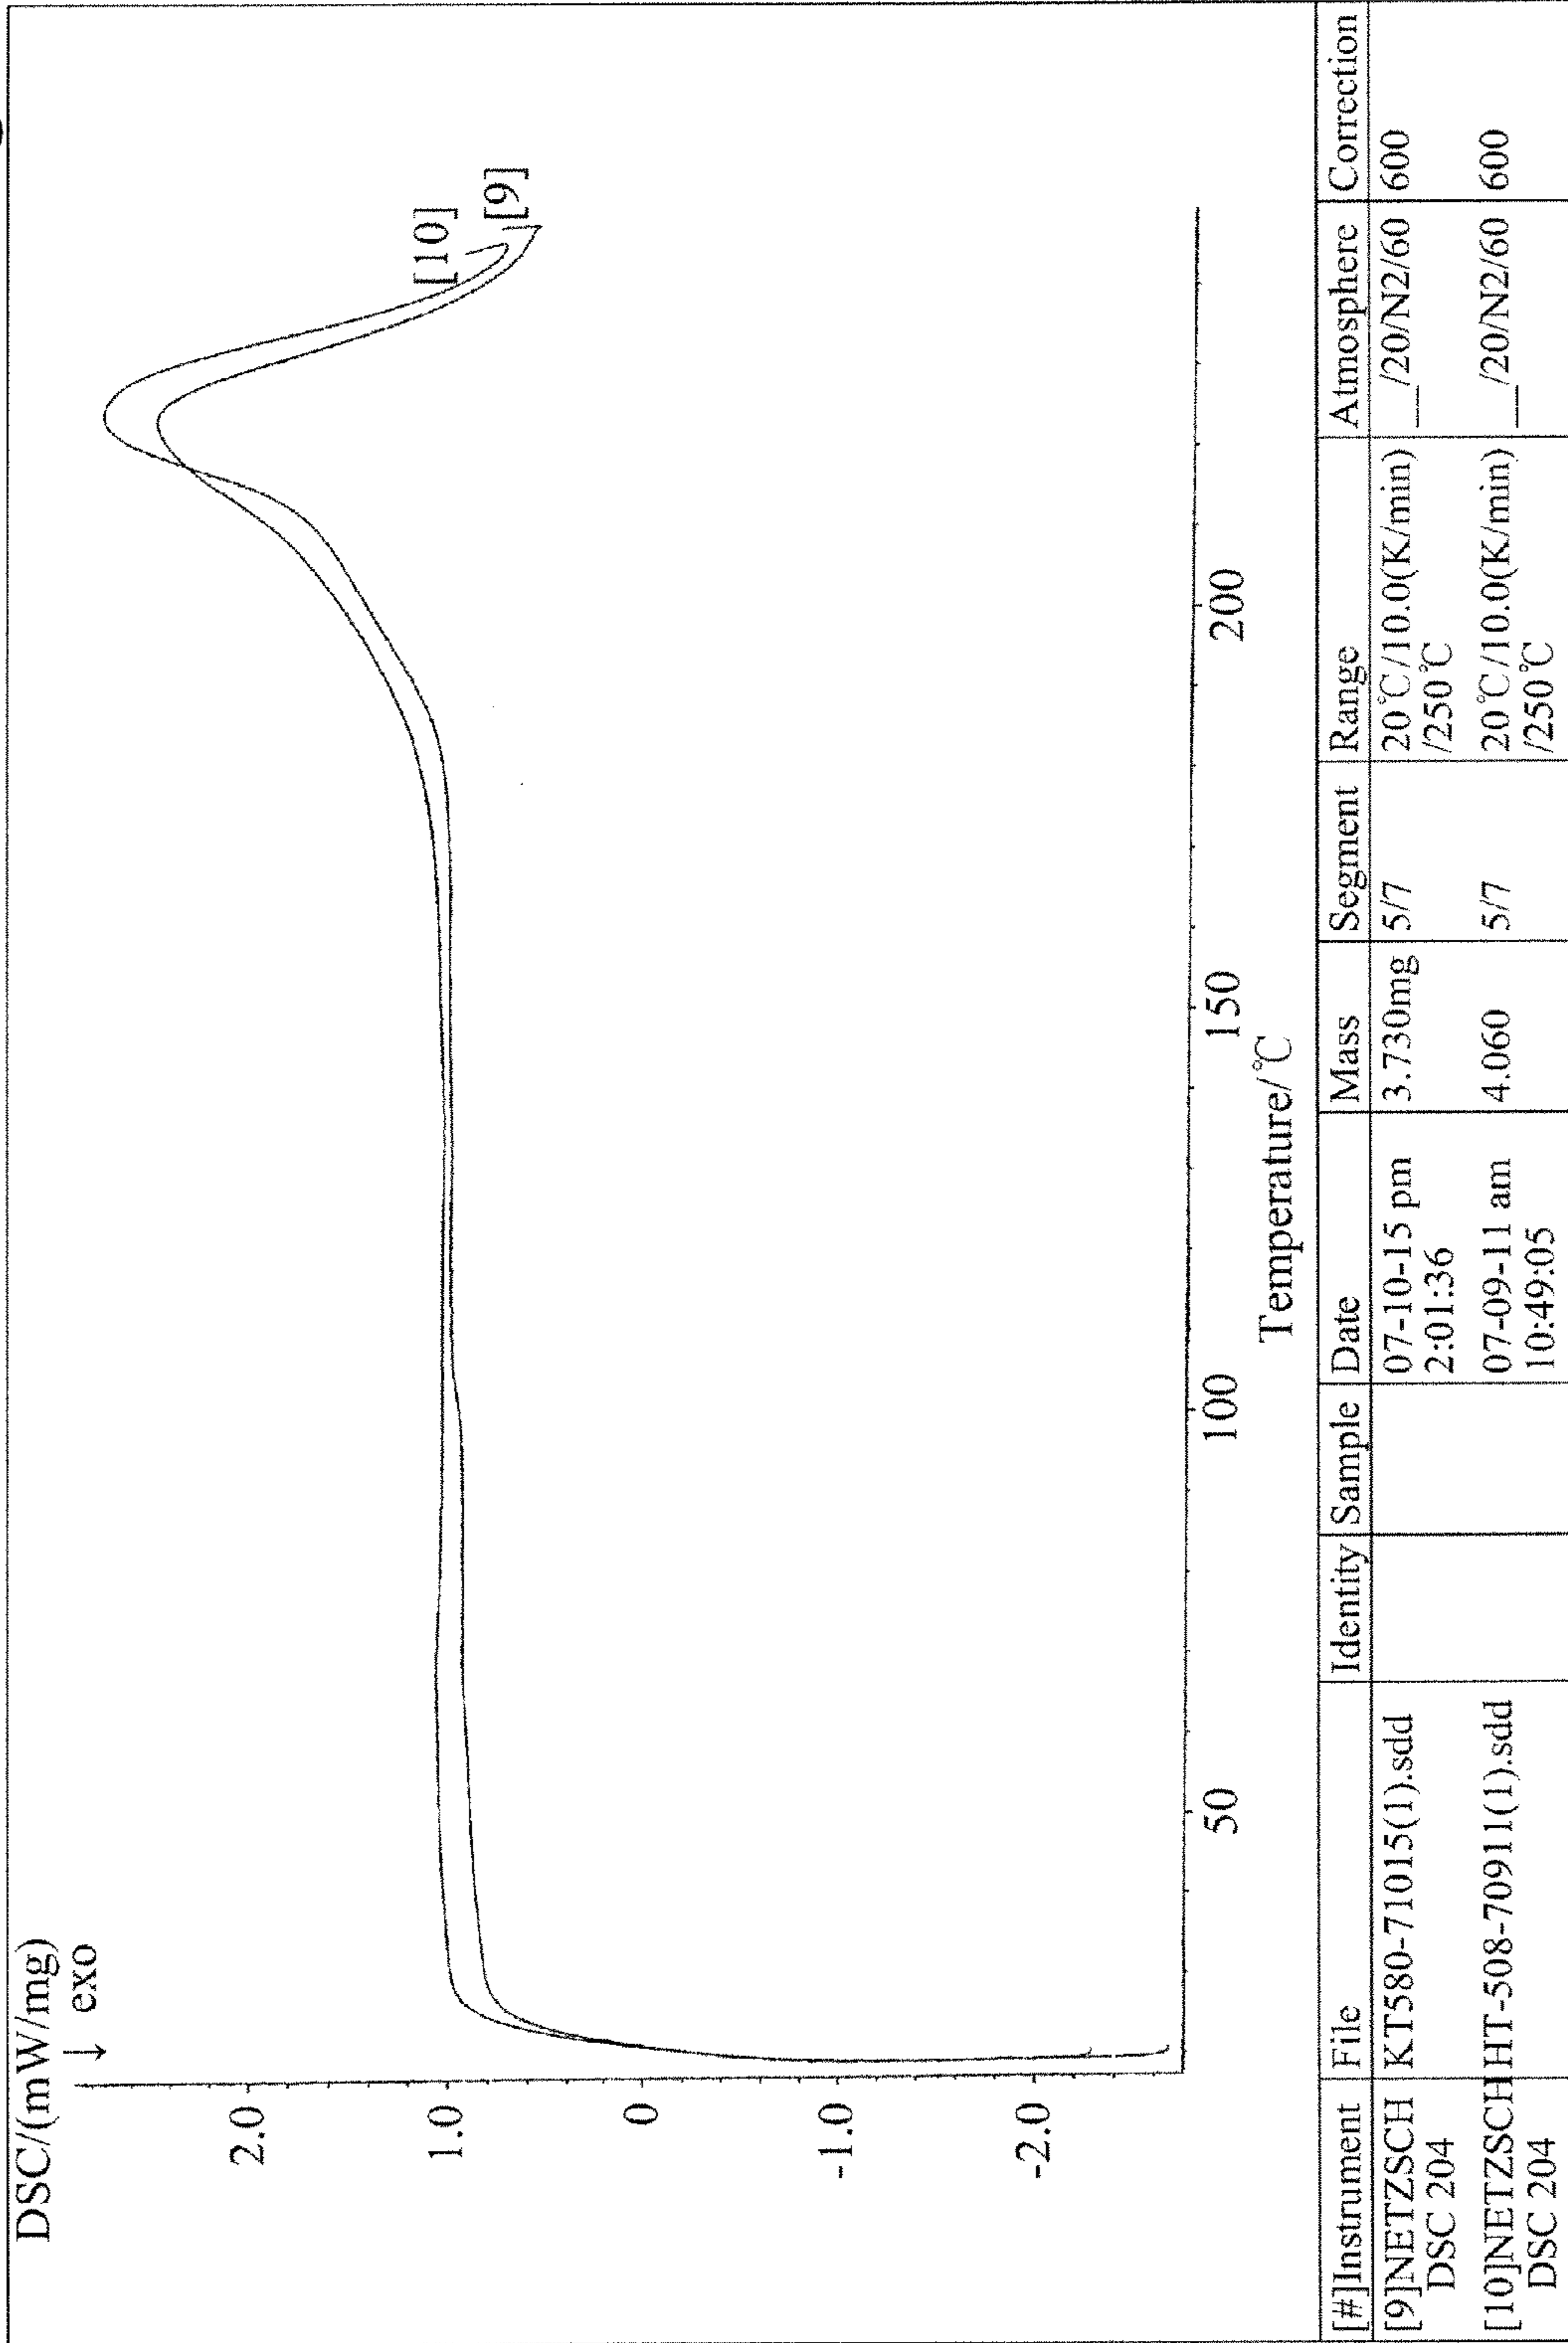 DSC/(mW/mg)
↓ exo
[10]
[9]
2.0
1.0
0
-1.0
-2.0
50
100
150
200
Temperature/℃
[#]Instrument File Identity Sample Date Mass Segment Range Atmosphere Correction
[9]NETZSCH KT580-71015(1).sdd 07-10-15 pm 3.730mg 5/7 20℃/10.0(K/min) __/20/N2/60 600
DSC 204 2:01:36 /250℃
[10]NETZSCHHT-508-70911(1).sdd 07-09-11 am 4.060 5/7 20℃/10.0(K/min) __/20/N2/60 600
DSC 204 10:49:05 /250℃